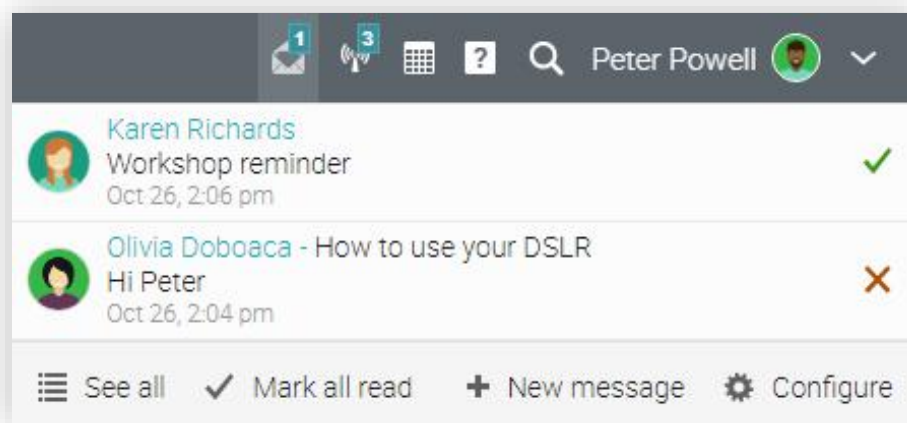 1 3 ? Peter Powell
Karen Richards
Workshop reminder
Oct 26, 2:06 pm
Olivia Doboaca - How to use your DSLR
Hi Peter
Oct 26, 2:04 pm
See all Mark all read New message Configure